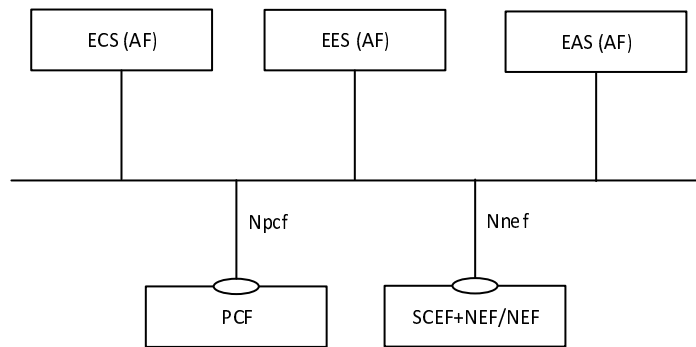 ECS (AF)
EES (AF)
EAS (AF)
Npcf
Nnef
PCF
SCEF+NEF/NEF